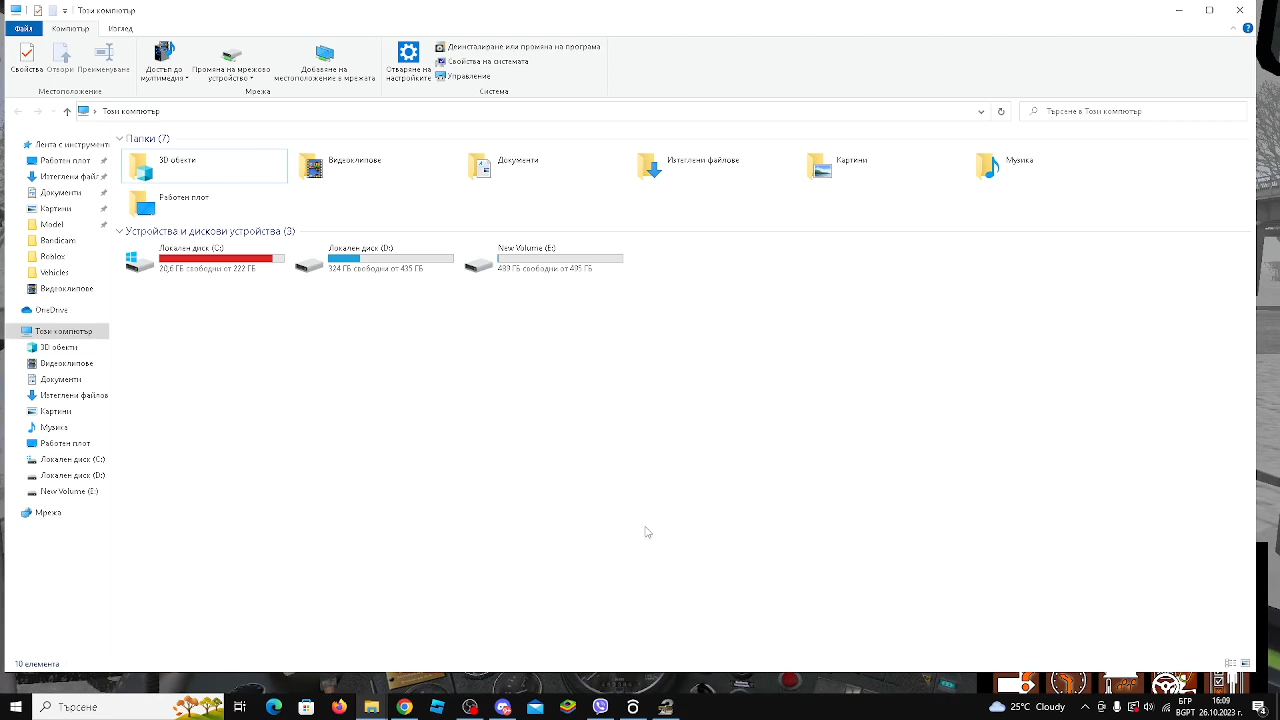 Този компютър
Файл
Компютър
Изглед
Свойства
Отвори
Преименуване
Местоположение
Достъп до мултимедия
Промяна на мрежово устройство
Добавяне на местоположение в мрежата
Мрежа
Отваряне на настройките
Деинсталиране или промяна на програма
Свойства на системата
Управление
Система
Този компютър
Търсене в Този компютър
Лента с инструмент
Работен плот
Изтеглени файл
Документи
Картини
Model
Bandicam
Roblox
Vehicles
Видеоклипове
OneDrive
Този компютър
3D обекти
Видеоклипове
Документи
Изтеглени файлов
Картини
Музика
Работен плот
Локален диск (C:)
Локален диск (D:)
New Volume (E:)
Мрежа
Папки (7)
3D обекти
Видеоклипове
Документи
Изтеглени файлове
Картини
Музика
Работен плот
Устройства и дискови устройства (3)
Локален диск (C:)
20,6 ГБ свободни от 222 ГБ
Локален диск (D:)
324 ГБ свободни от 435 ГБ
New Volume (E:)
493 ГБ свободни от 495 ГБ
10 елемента
Търсене
25°C Cloudy
БГР
BGPT
16:09
26.10.2023 г.